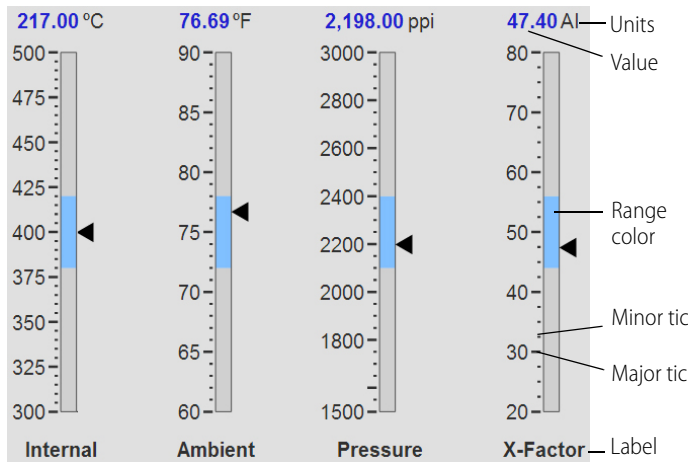 217.00 ºC 76.69 ºF 2,198.00 ppi 47.40 AI Units
Value
500 90 3000 80
475 2800
450 85 2600 70
425 80 2400 60
Range
color
400 75 2200 50
375 70 2000 40
350 1800
Minor tic
325 65 30
Major tic
300 60 1500 20
Internal Ambient Pressure X-Factor Label